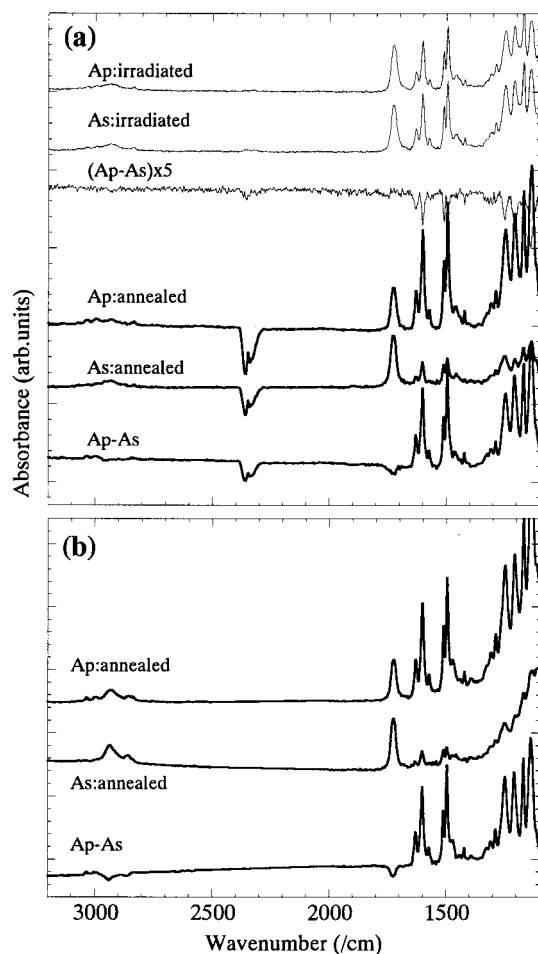 (a)
Ap:irradiated
As:irradiated
(Ap-As)x5
Ap:annealed
As:annealed
Ap-As
Absorbance (arb.units)
(b)
Ap:annealed
As:annealed
Ap-As
3000 2500 2000 1500
Wavenumber (/cm)